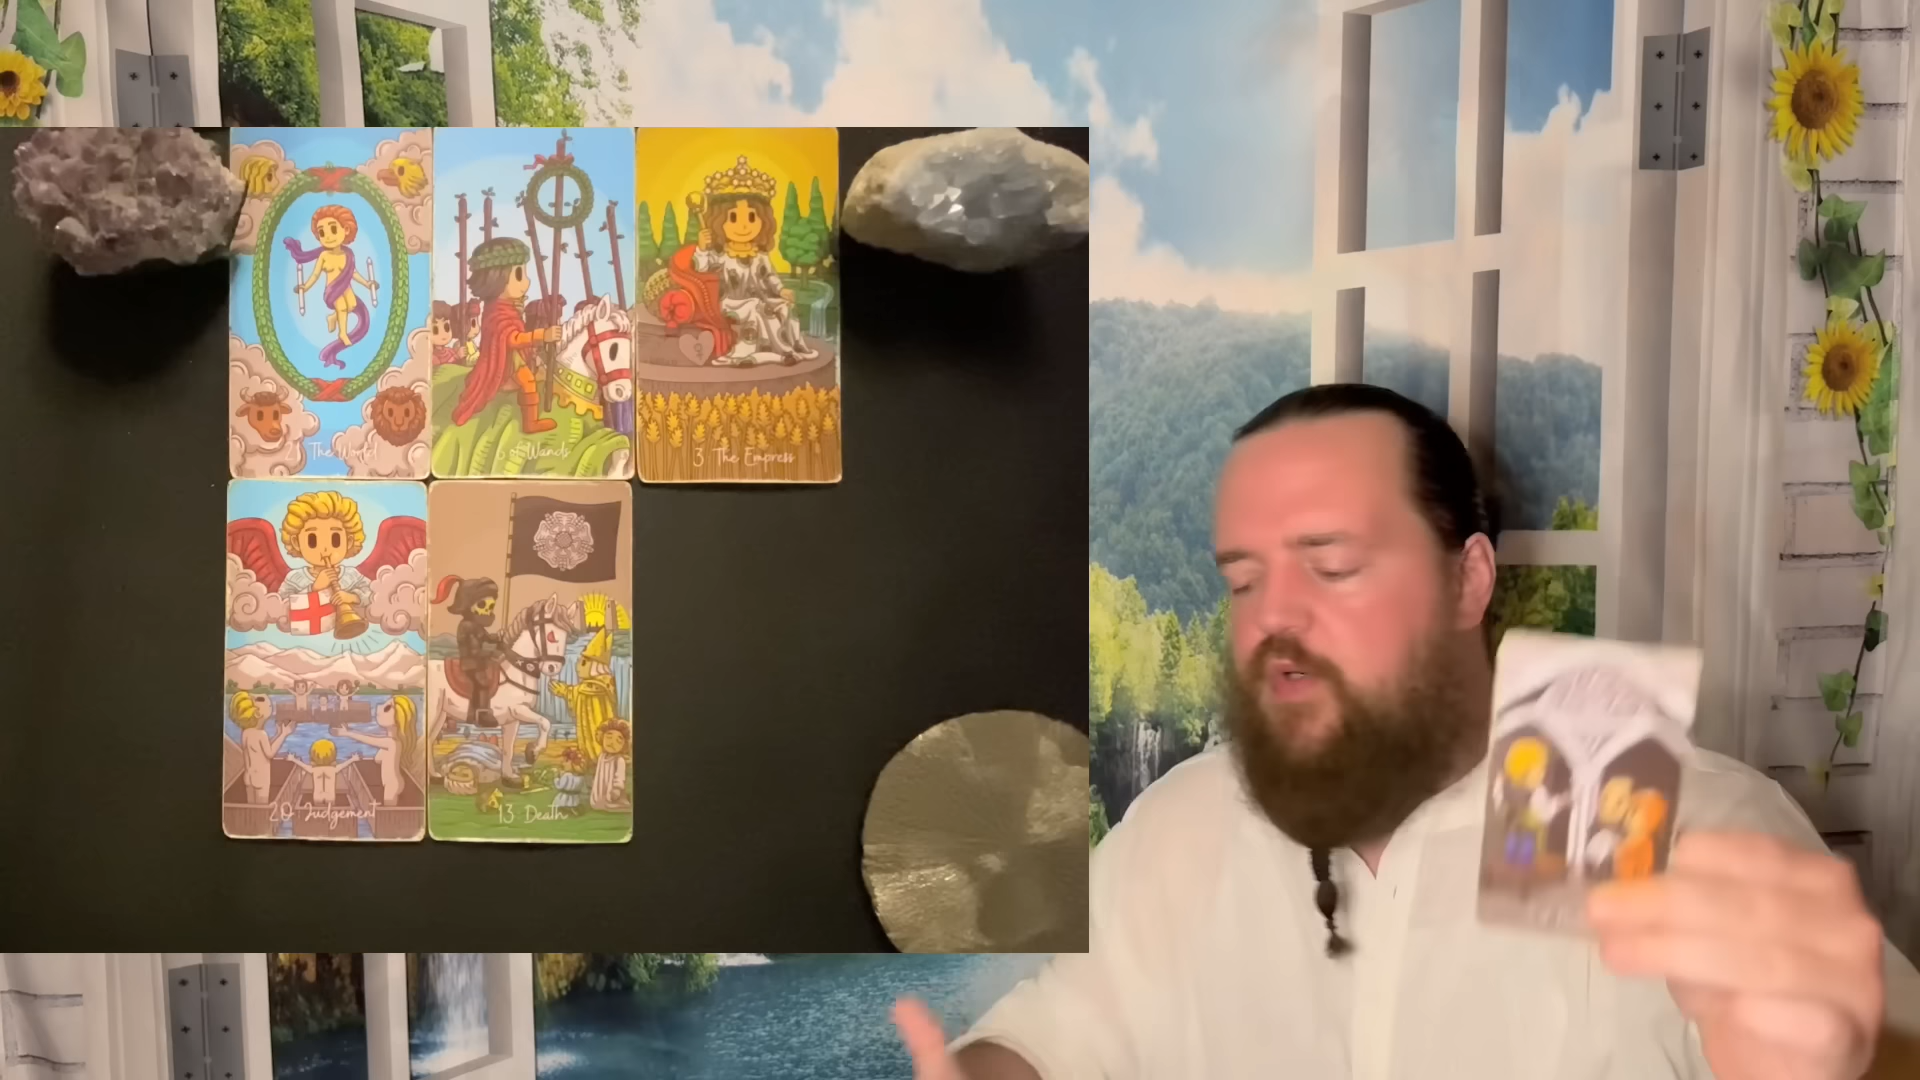 21 The World
6 of Wands
3 The Empress
20 Judgement
13 Death